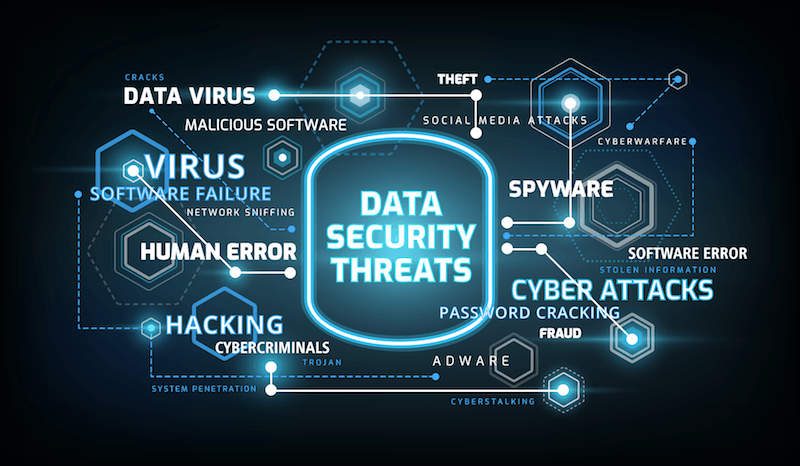 CRACKS
THEFT
DATA VIRUS
MALICIOUS SOFTWARE
SOCIAL MEDIA ATTACKS
CYBERWARFARE
VIRUS
SOFTWARE FAILURE
SPYWARE
NETWORK SNIFFING
DATA
SECURITY
THREATS
HUMAN ERROR
SOFTWARE ERROR
STOLEN INFORMATION
CYBER ATTACKS
PASSWORD CRACKING
HACKING
FRAUD
CYBERCRIMINALS
TROJAN
ADWARE
SYSTEM PENETRATION
CYBERSTALKING